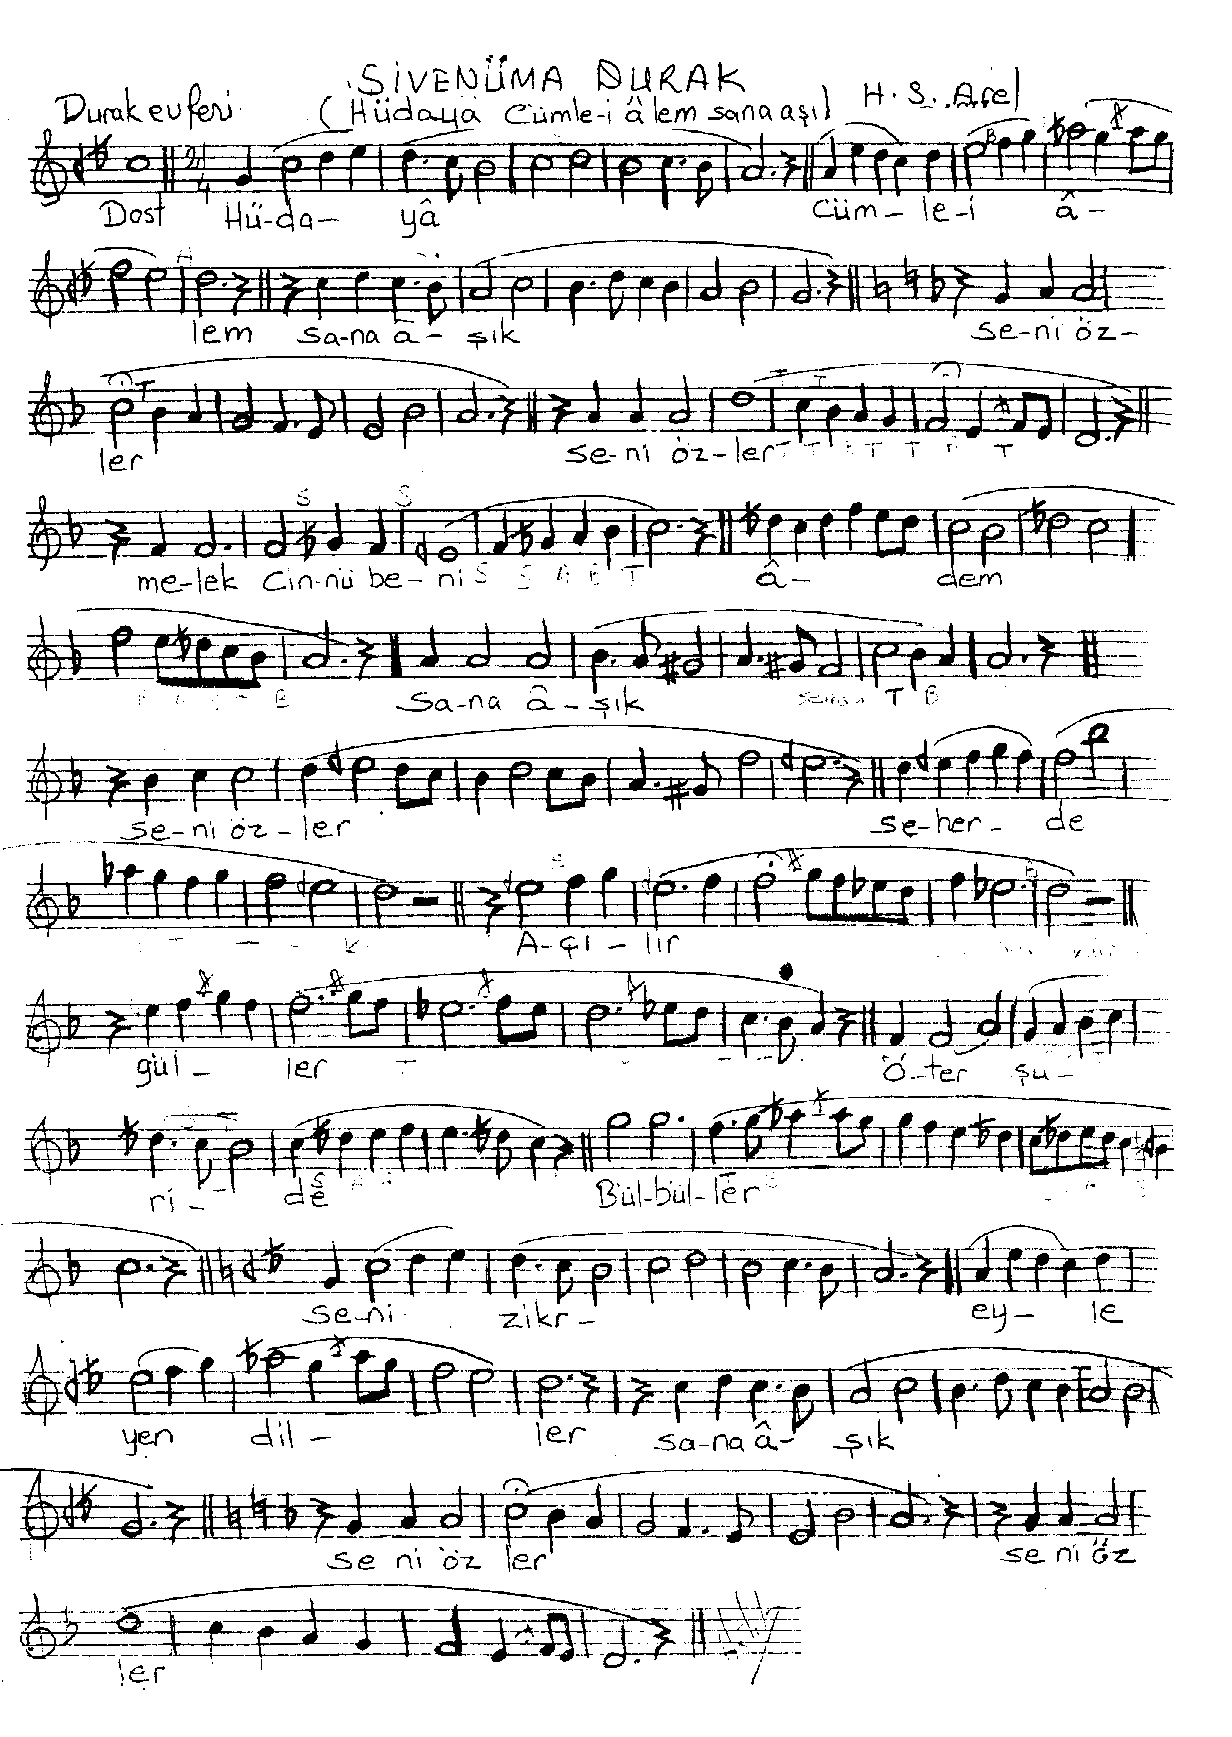 ŞİVENÜMA DURAK
Durak evferi (Hüdayâ Cümle-i âlem sana aşı) H. S. Arel
Dost Hü-da- yâ Cüm-le-i â-
lem sa-na â-şık se-ni öz-
ler se-ni öz-ler T T B T T B T
me-lek Cin-nü be-ni S S A B T â- dem
sa-na â-şık T B
se-ni öz-ler se-her-de
A-çı-lır
gül-ler Ö-ter şu-
ri-de Bül-bül-ler
se-ni zikr- ey-le
yen dil-ler sa-na â-şık
se ni öz ler se ni öz
ler